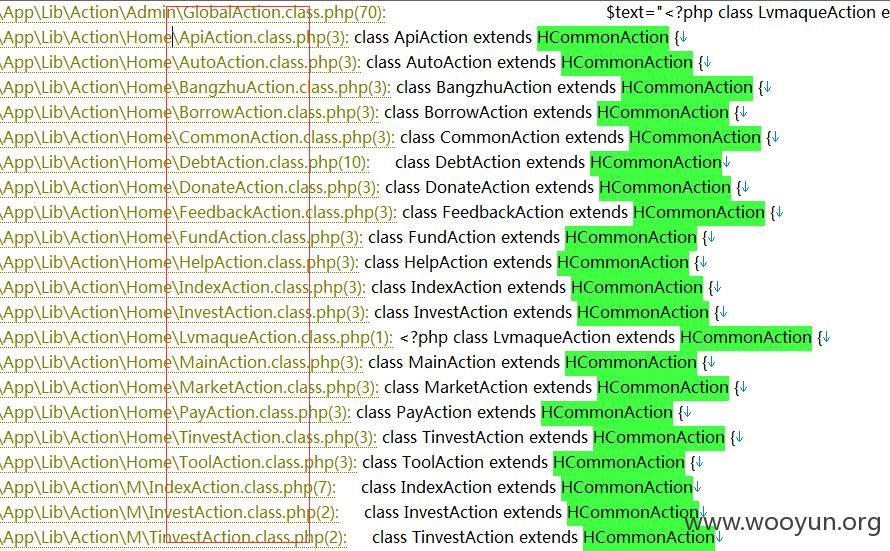 \App\Lib\Action\Admin\GlobalAction.class.php(70): $text="<?php class LvmaqueAction e
\App\Lib\Action\Home\ApiAction.class.php(3): class ApiAction extends HCommonAction {↓
\App\Lib\Action\Home\AutoAction.class.php(3): class AutoAction extends HCommonAction {↓
\App\Lib\Action\Home\BangzhuAction.class.php(3): class BangzhuAction extends HCommonAction {↓
\App\Lib\Action\Home\BorrowAction.class.php(3): class BorrowAction extends HCommonAction {↓
\App\Lib\Action\Home\CommonAction.class.php(3): class CommonAction extends HCommonAction {↓
\App\Lib\Action\Home\DebtAction.class.php(10): class DebtAction extends HCommonAction↓
\App\Lib\Action\Home\DonateAction.class.php(3): class DonateAction extends HCommonAction {↓
\App\Lib\Action\Home\FeedbackAction.class.php(3): class FeedbackAction extends HCommonAction {↓
\App\Lib\Action\Home\FundAction.class.php(3): class FundAction extends HCommonAction {↓
\App\Lib\Action\Home\HelpAction.class.php(3): class HelpAction extends HCommonAction {↓
\App\Lib\Action\Home\IndexAction.class.php(3): class IndexAction extends HCommonAction {↓
\App\Lib\Action\Home\InvestAction.class.php(3): class InvestAction extends HCommonAction {↓
\App\Lib\Action\Home\LvmaqueAction.class.php(1): <?php class LvmaqueAction extends HCommonAction {↓
\App\Lib\Action\Home\MainAction.class.php(3): class MainAction extends HCommonAction {↓
\App\Lib\Action\Home\MarketAction.class.php(3): class MarketAction extends HCommonAction {↓
\App\Lib\Action\Home\PayAction.class.php(3): class PayAction extends HCommonAction {↓
\App\Lib\Action\Home\TinvestAction.class.php(3): class TinvestAction extends HCommonAction {↓
\App\Lib\Action\Home\ToolAction.class.php(3): class ToolAction extends HCommonAction {↓
\App\Lib\Action\M\IndexAction.class.php(7): class IndexAction extends HCommonAction↓
\App\Lib\Action\M\InvestAction.class.php(2): class InvestAction extends HCommonAction
\App\Lib\Action\M\TinvestAction.class.php(2): class TinvestAction extends HCommonAction↓
www.wooyun.org